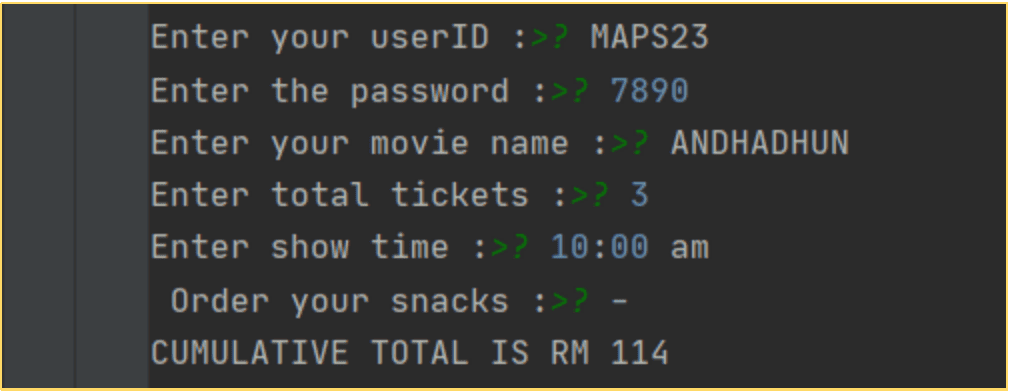 Enter your userID :>? MAPS23
Enter the password :>? 7890
Enter your movie name :>? ANDHADHUN
Enter total tickets :>? 3
Enter show time :>? 10:00 am
Order your snacks :>? -
CUMULATIVE TOTAL IS RM 114